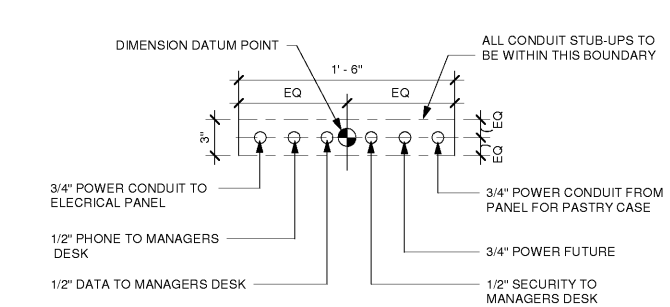 DIMENSION DATUM POINT
ALL CONDUIT STUB-UPS TO
BE WITHIN THIS BOUNDARY
1' - 6"
EQ
EQ
3"
EQ
EQ
3/4" POWER CONDUIT TO
ELECRICAL PANEL
3/4" POWER CONDUIT FROM
PANEL FOR PASTRY CASE
1/2" PHONE TO MANAGERS
DESK
3/4" POWER FUTURE
1/2" DATA TO MANAGERS DESK
1/2" SECURITY TO
MANAGERS DESK